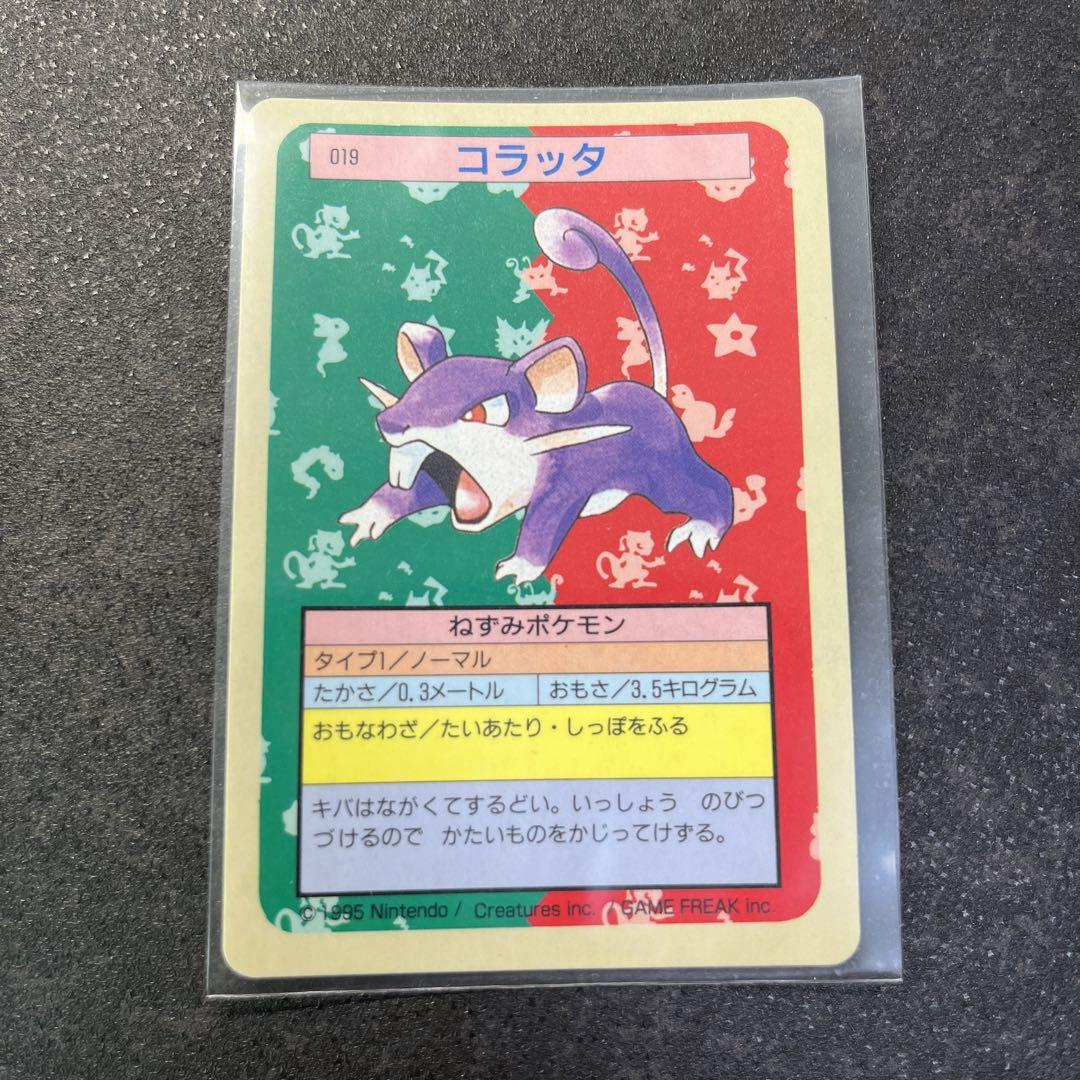 019 コラッタ
ねずみポケモン
タイプ1／ノーマル
たかさ／0.3メートル おもさ／3.5キログラム
おもなわざ／たいあたり・しっぽをふる
キバはながくてするどい。いっしょう　のびつ
づけるので　かたいものをかじってけずる。
© 1995 Nintendo / Creatures inc. / GAME FREAK inc.